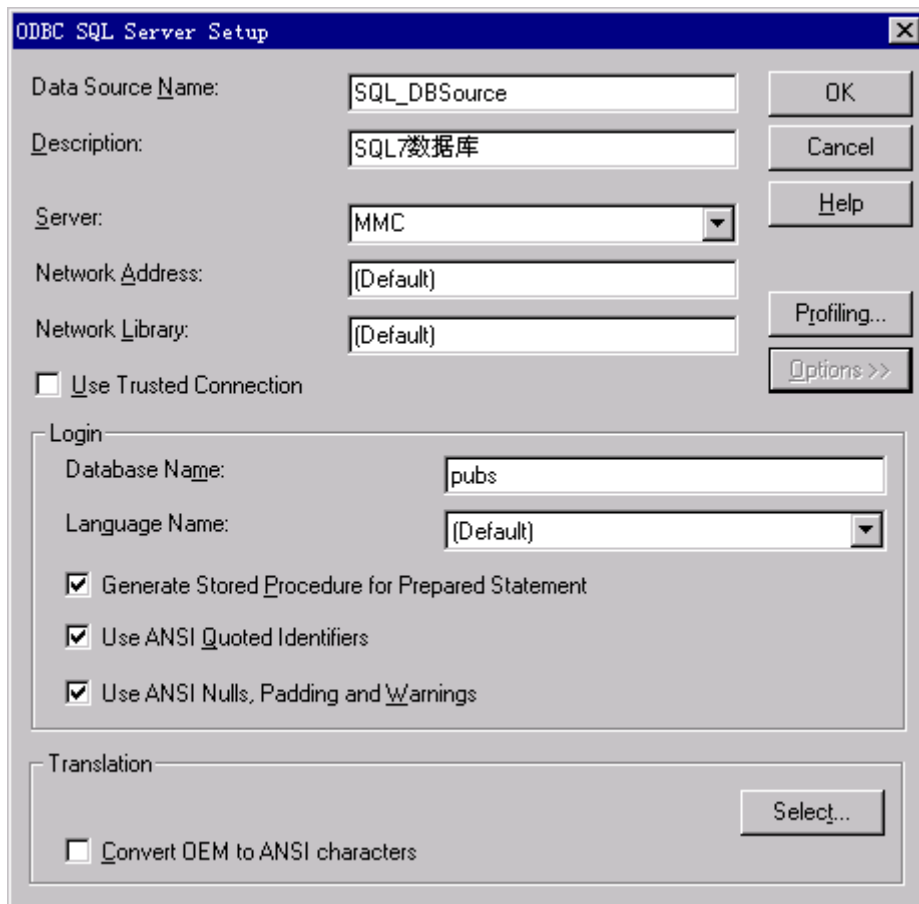 ODBC SQL Server Setup
Data Source Name: SQL_DBSource OK
Description: SQL7数据库 Cancel
Help
Server: MMC
Network Address: (Default)
Network Library: (Default) Profiling...
Use Trusted Connection Options >>
Login
Database Name: pubs
Language Name: (Default)
Generate Stored Procedure for Prepared Statement
Use ANSI Quoted Identifiers
Use ANSI Nulls, Padding and Warnings
Translation
Select...
Convert OEM to ANSI characters